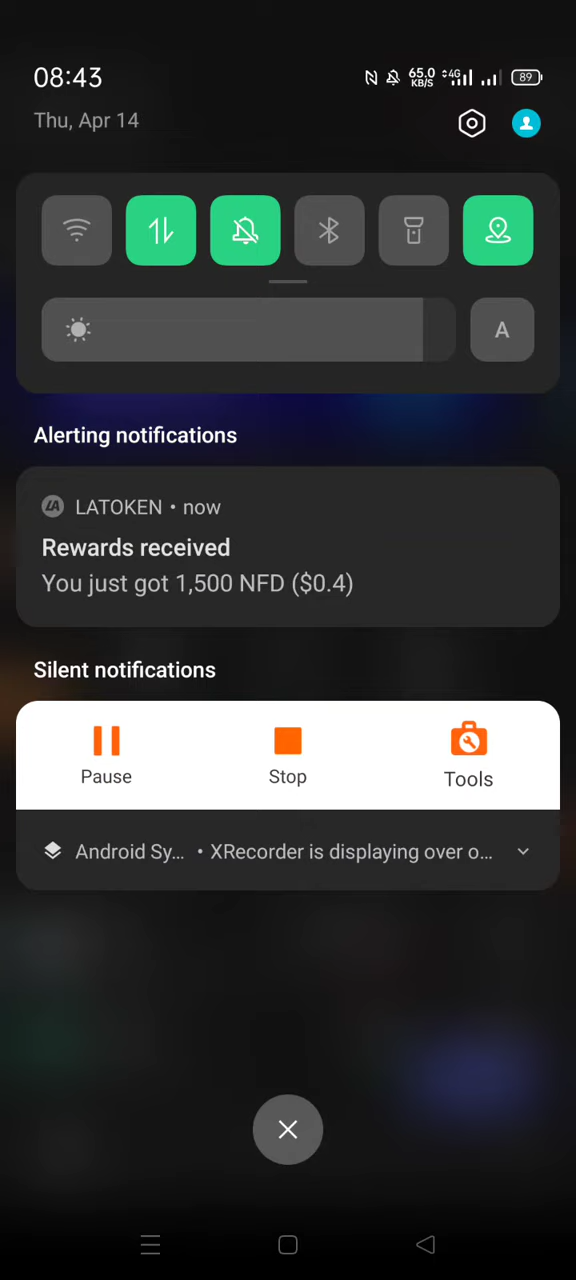 08:43
65.0
KB/S
4G
89
Thu, Apr 14
A
Alerting notifications
LA
LATOKEN • now
Rewards received
You just got 1,500 NFD ($0.4)
Silent notifications
Pause
Stop
Tools
Android Sy... • XRecorder is displaying over o...